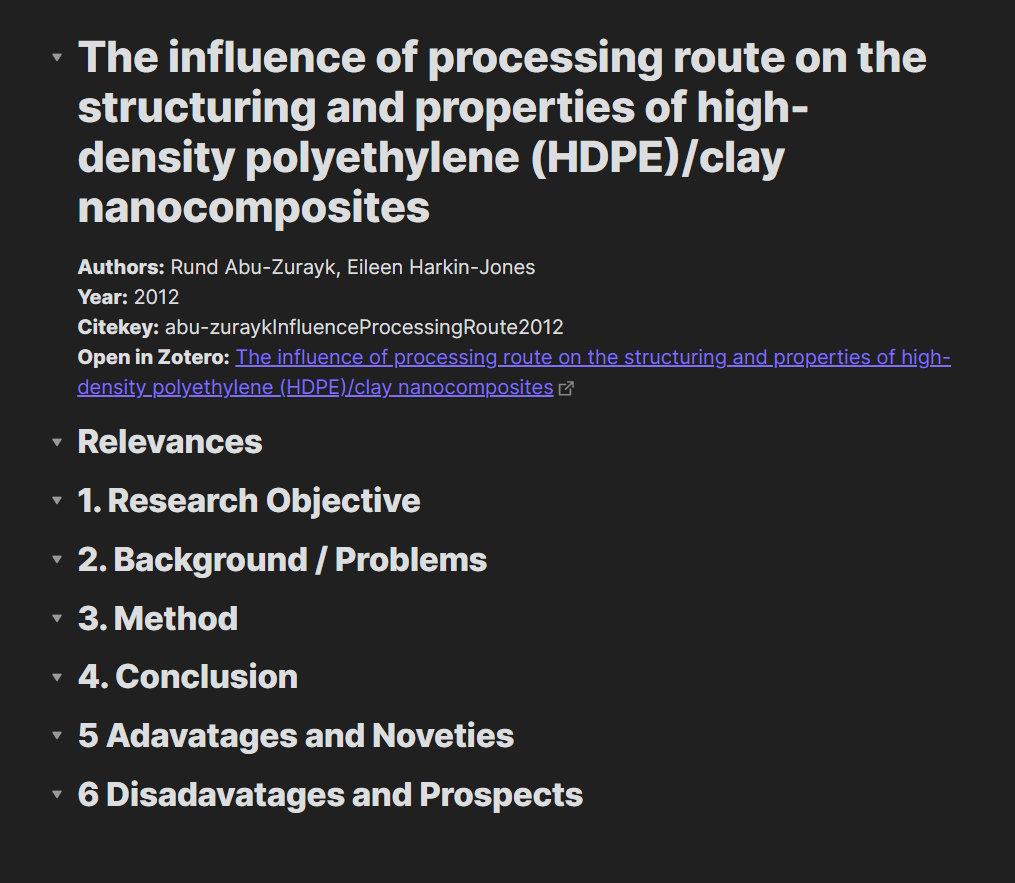 The influence of processing route on the
structuring and properties of high-
density polyethylene (HDPE)/clay
nanocomposites
Authors: Rund Abu-Zurayk, Eileen Harkin-Jones
Year: 2012
Citekey: abu-zuraykInfluenceProcessingRoute2012
Open in Zotero: The influence of processing route on the structuring and properties of high-
density polyethylene (HDPE)/clay nanocomposites
Relevances
1. Research Objective
2. Background / Problems
3. Method
4. Conclusion
5 Adavatages and Noveties
6 Disadavatages and Prospects